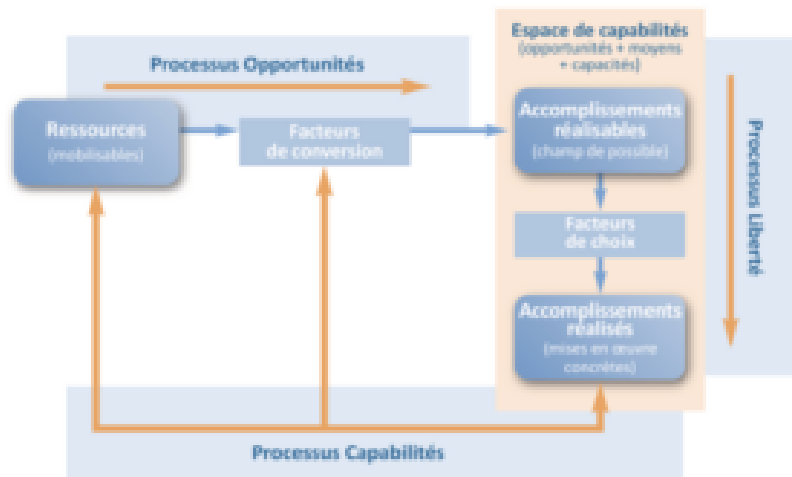 Espace de capabilités
(opportunités + moyens
+ capacités)
Processus Opportunités
Ressources
(mobilisables)
Facteurs
de conversion
Accomplissements
réalisables
(champ de possible)
Facteurs
de choix
Accomplissements
réalisés
(mises en œuvre
concrètes)
Processus Liberté
Processus Capabilités